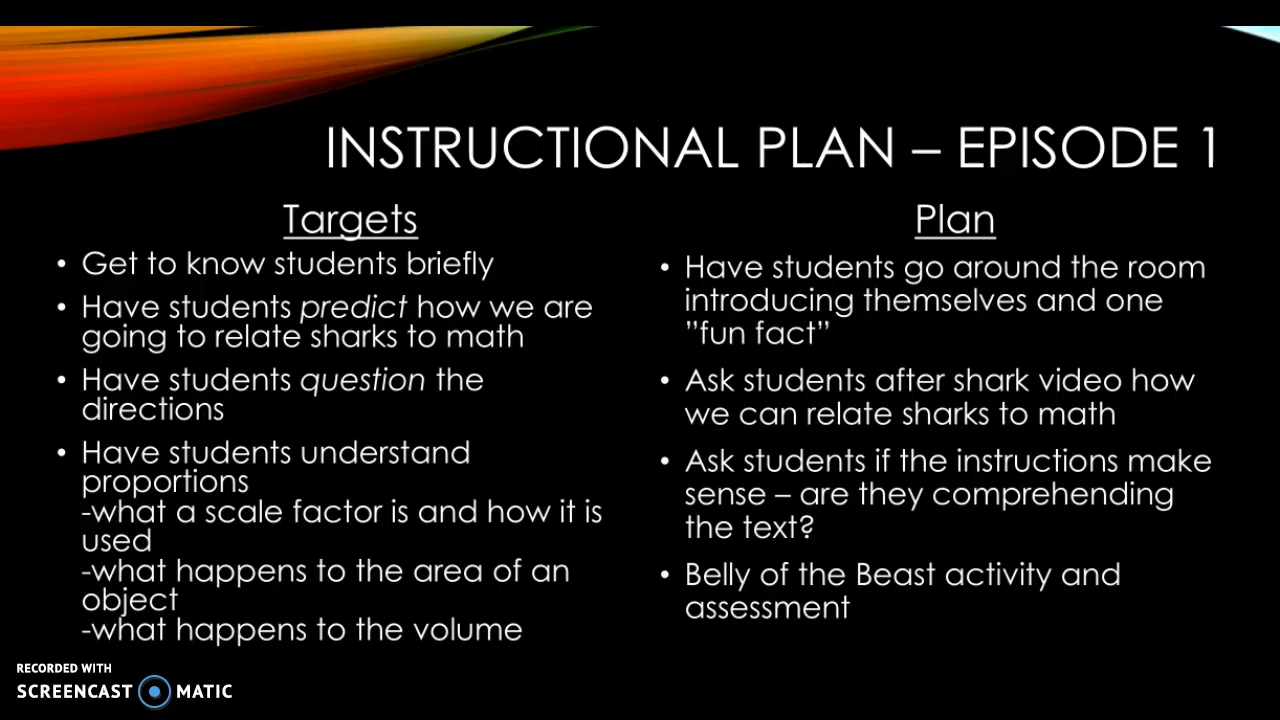 INSTRUCTIONAL PLAN – EPISODE 1
Targets
• Get to know students briefly
• Have students predict how we are
going to relate sharks to math
• Have students question the
directions
• Have students understand
proportions
-what a scale factor is and how it is
used
-what happens to the area of an
object
-what happens to the volume
Plan
• Have students go around the room
introducing themselves and one
”fun fact”
• Ask students after shark video how
we can relate sharks to math
• Ask students if the instructions make
sense – are they comprehending
the text?
• Belly of the Beast activity and
assessment
RECORDED WITH
SCREENCAST MATIC